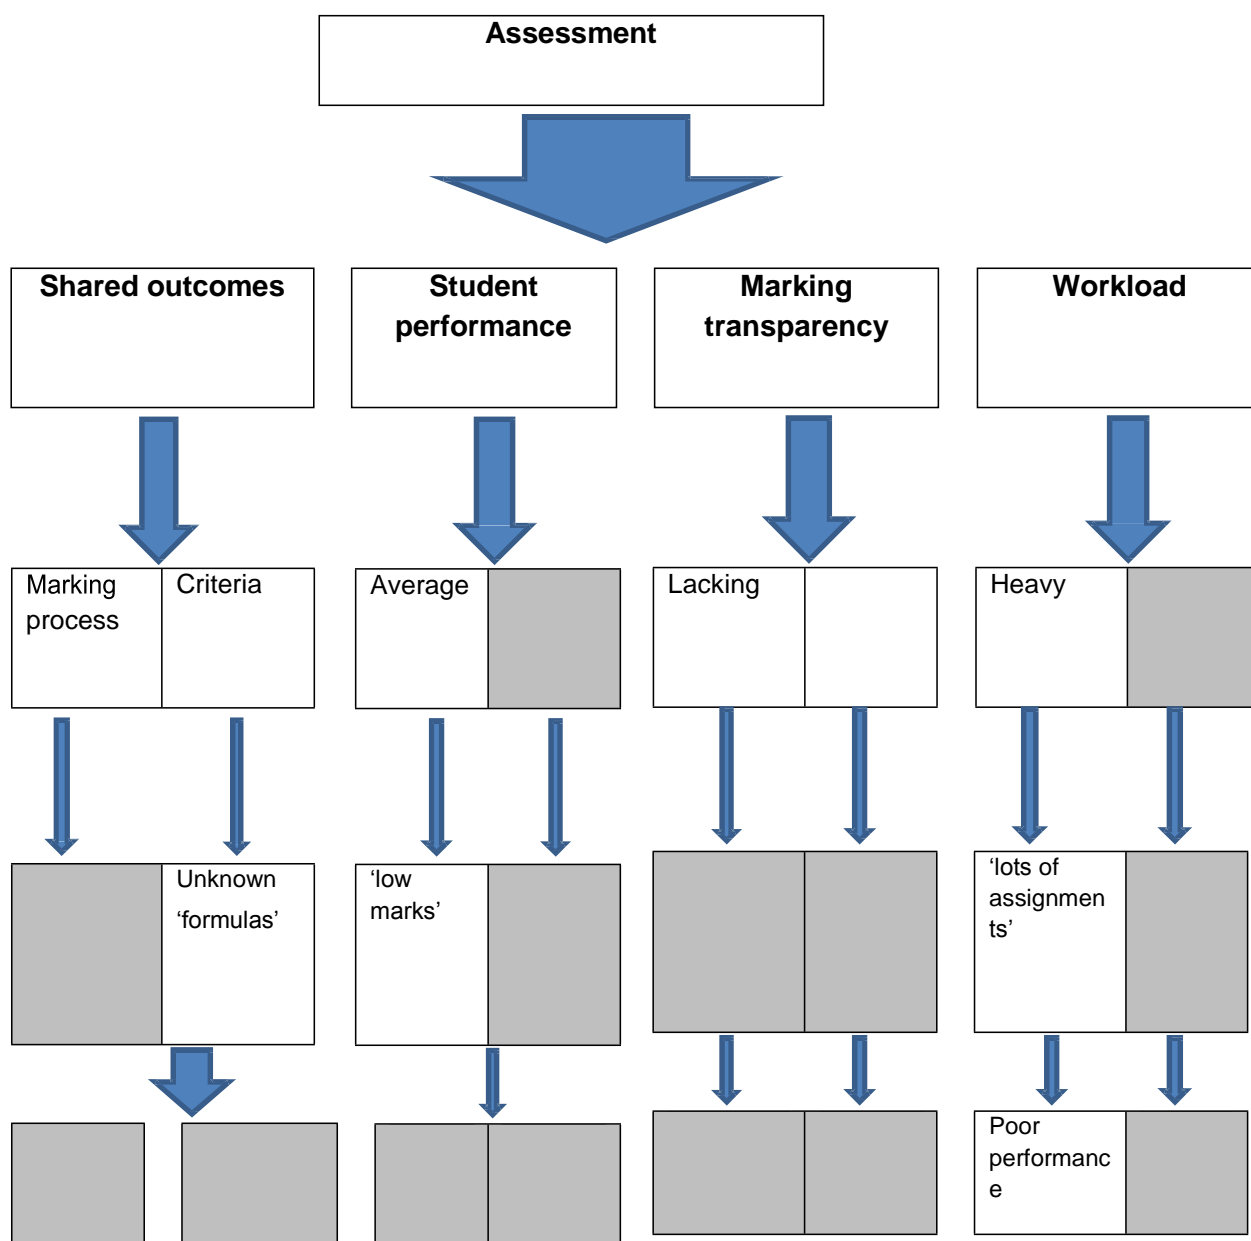 Assessment
Shared outcomes
Student
performance
Marking
transparency
Workload
Marking
process
Criteria
Average
Lacking
Heavy
Unknown
‘formulas’
‘low
marks’
‘lots of
assignmen
ts’
Poor
performanc
e